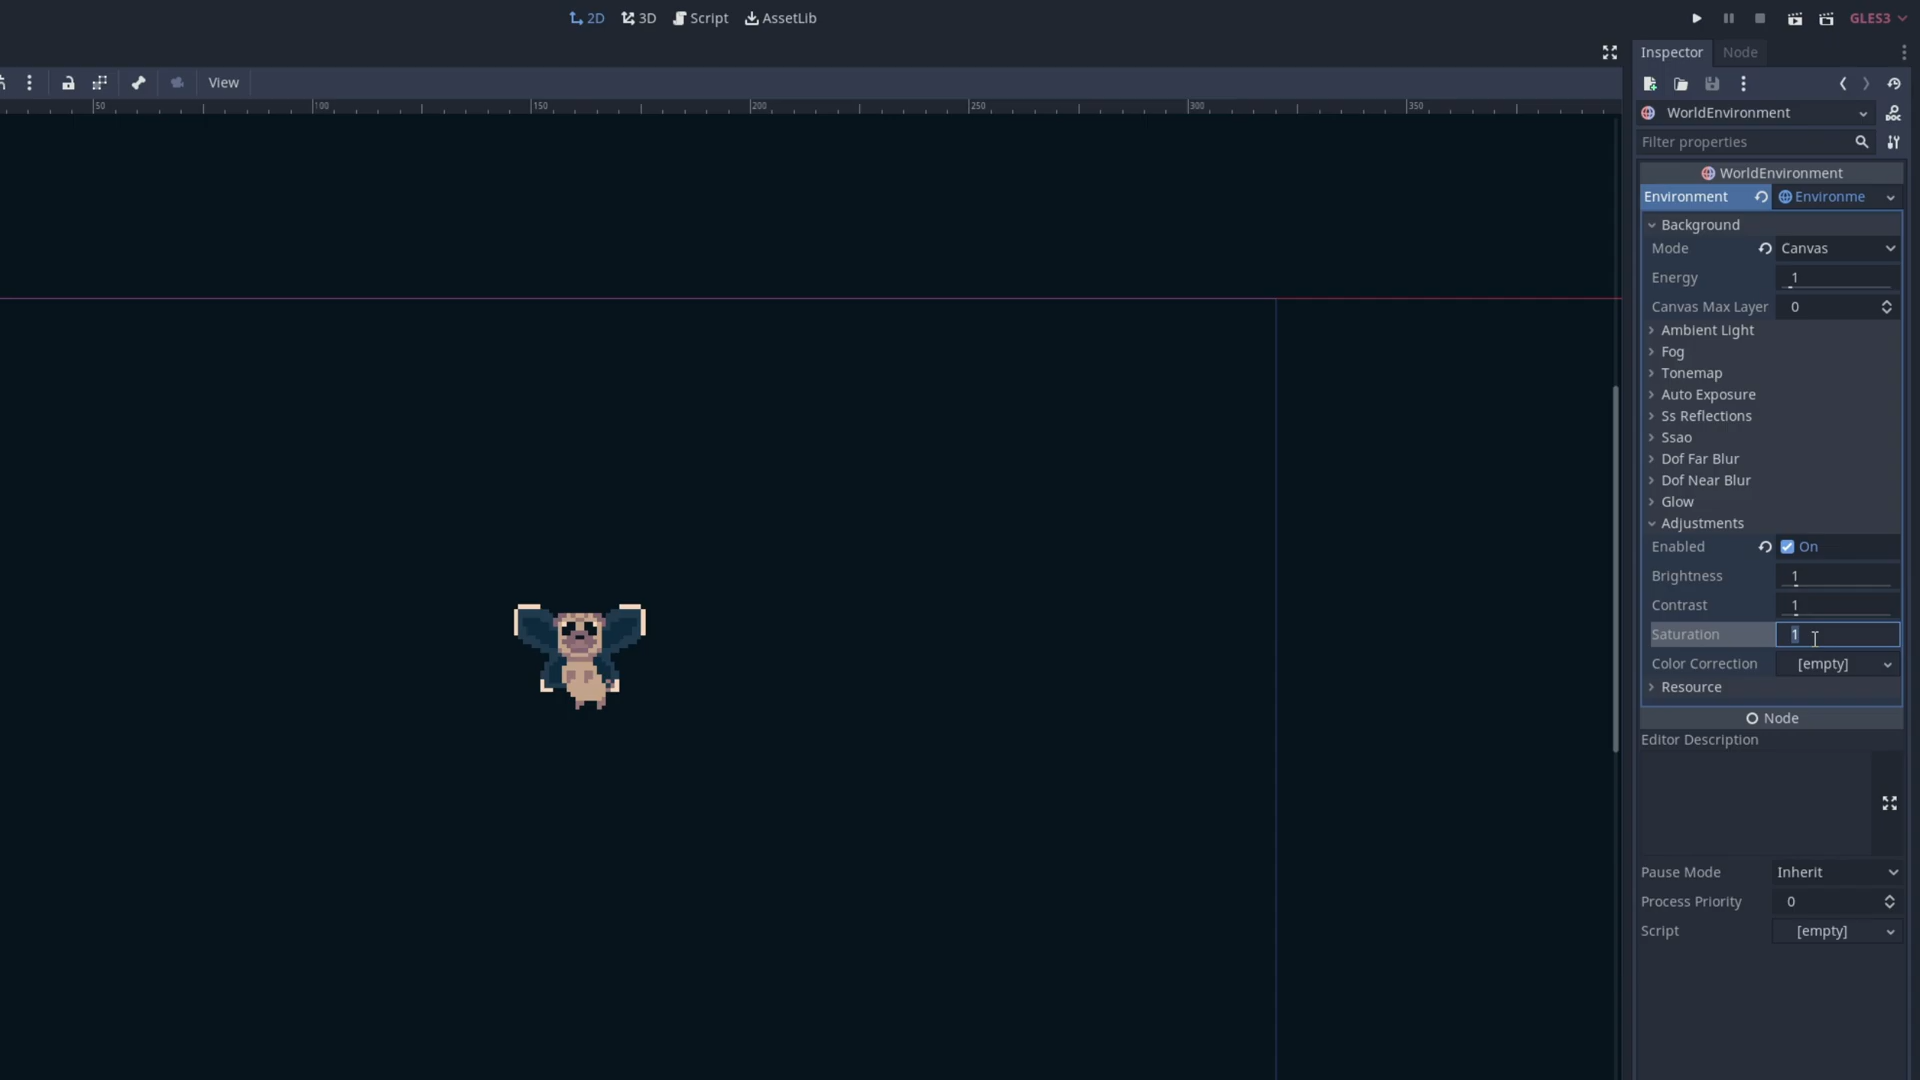 2D 3D Script AssetLib GLES3
Inspector Node
View
50 100 150 200 250 300 350
WorldEnvironment
Filter properties
WorldEnvironment
Environment Environme
Background
Mode Canvas
Energy 1
Canvas Max Layer 0
Ambient Light
Fog
Tonemap
Auto Exposure
Ss Reflections
Ssao
Dof Far Blur
Dof Near Blur
Glow
Adjustments
Enabled On
Brightness 1
Contrast 1
Saturation 1
Color Correction [empty]
Resource
Node
Editor Description
Pause Mode Inherit
Process Priority 0
Script [empty]